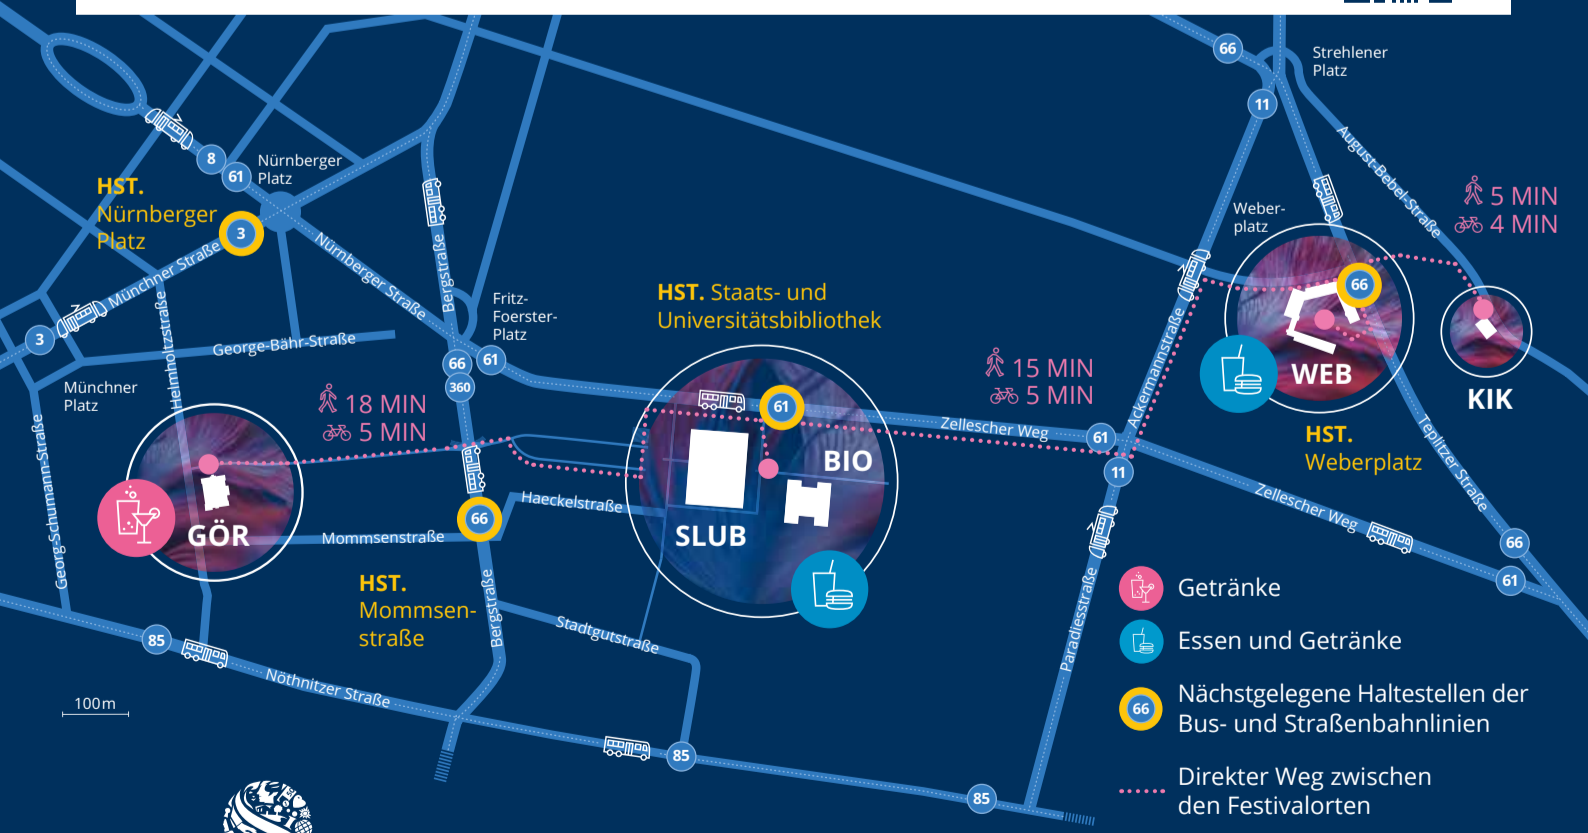 66
Strehlener
Platz
11
8
61
Nürnberger
Platz
HST.
Nürnberger
Platz
3
Münchner Straße
Nürnberger Straße
Bergstraße
August-Bebel-Straße
5 MIN
4 MIN
Weber-
platz
66
WEB
KIK
HST.
Weberplatz
3
Münchner
Platz
Helmholtzstraße
George-Bähr-Straße
Georg-Schumann-Straße
Fritz-
Foerster-
Platz
66
61
360
HST. Staats- und
Universitätsbibliothek
61
18 MIN
5 MIN
15 MIN
5 MIN
Ackermannstraße
Zellescher Weg
61
11
BIO
SLUB
GÖR
Haeckelstraße
66
Mommsenstraße
HST.
Mommsen-
straße
Bergstraße
Stadtgutstraße
Paradiesstraße
Zellescher Weg
Teplitzer Straße
66
61
85
Nöthnitzer Straße
85
85
100m
Getränke
Essen und Getränke
66
Nächstgelegene Haltestellen der
Bus- und Straßenbahnlinien
Direkter Weg zwischen
den Festivalorten